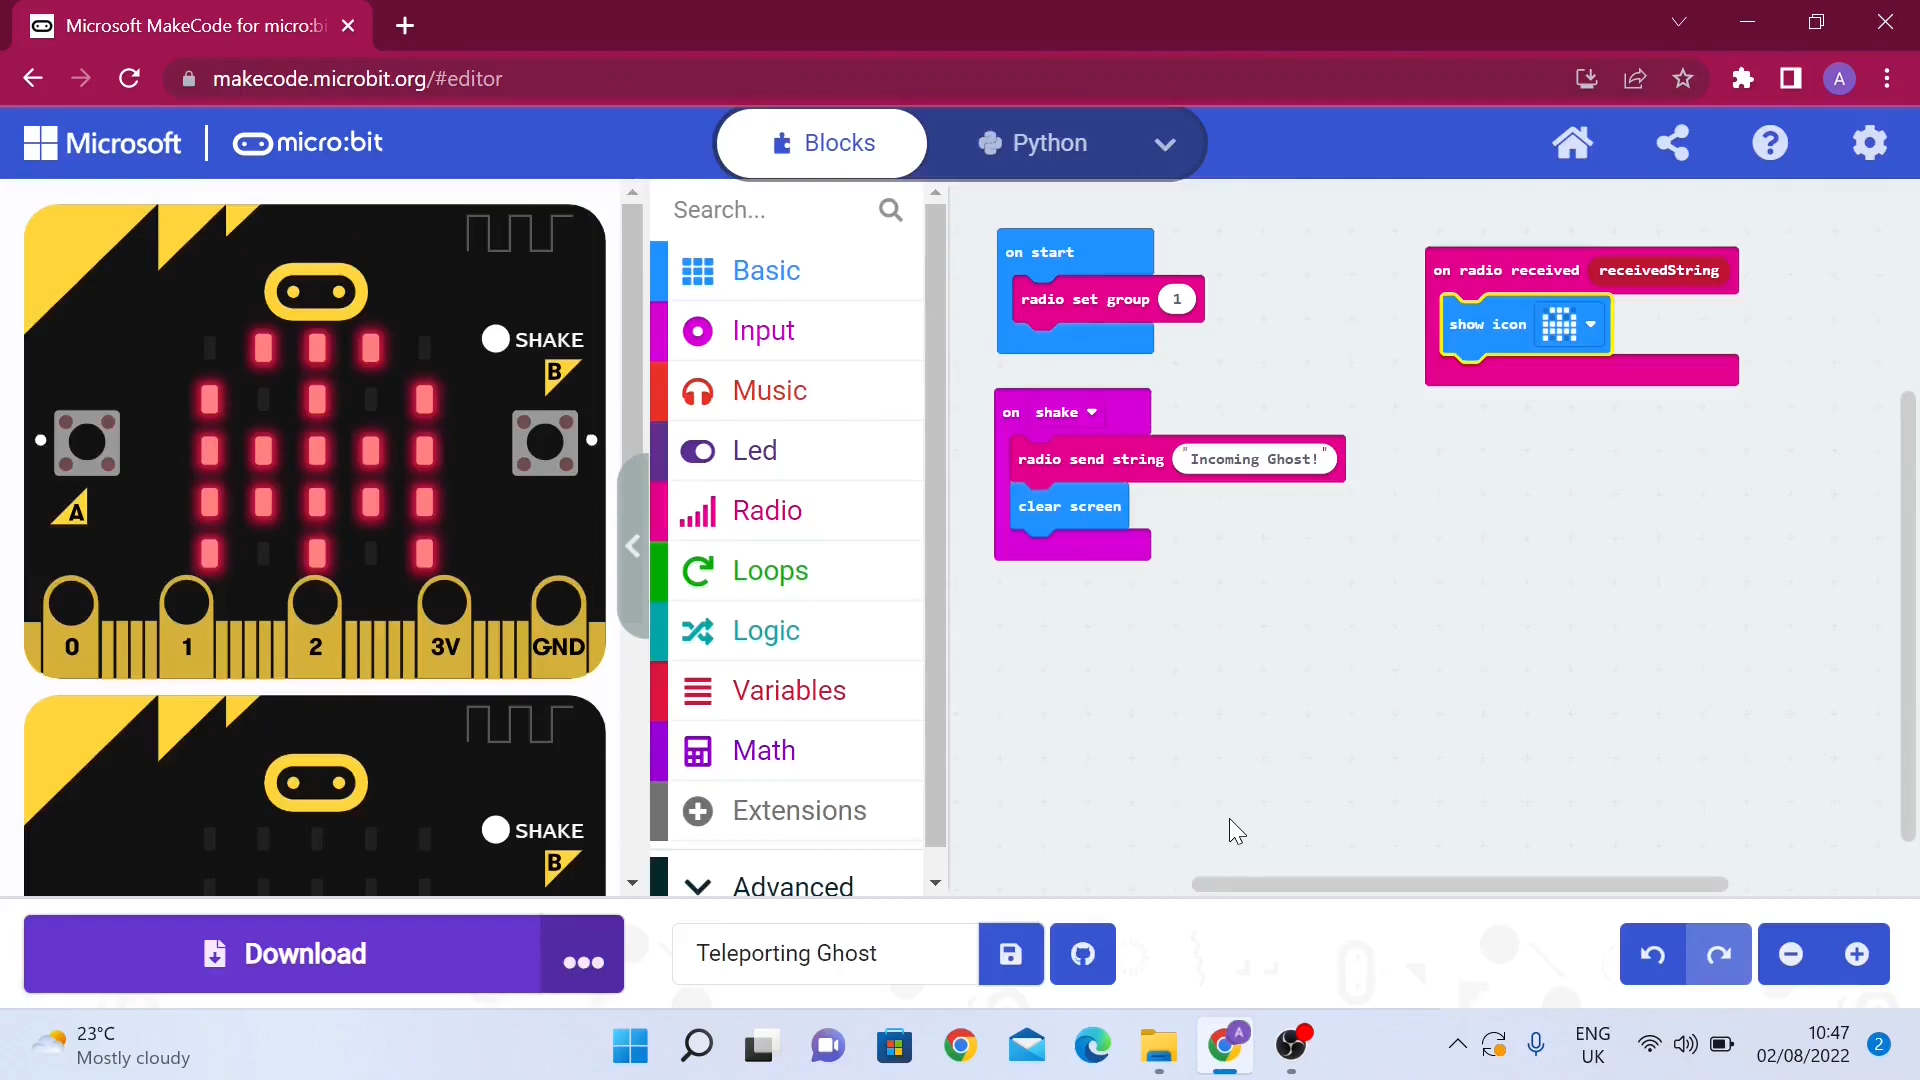 Microsoft MakeCode for micro:bi
makecode.microbit.org/#editor
A
Microsoft
micro:bit
Blocks
Python
Search...
Basic
Input
Music
Led
Radio
Loops
Logic
Variables
Math
Extensions
Advanced
SHAKE
B
A
0
1
2
3V
GND
SHAKE
B
on start
radio set group 1
on shake
radio send string "Incoming Ghost!"
clear screen
on radio received receivedString
show icon
Download
Teleporting Ghost
23°C
Mostly cloudy
A
ENG
UK
10:47
02/08/2022
2